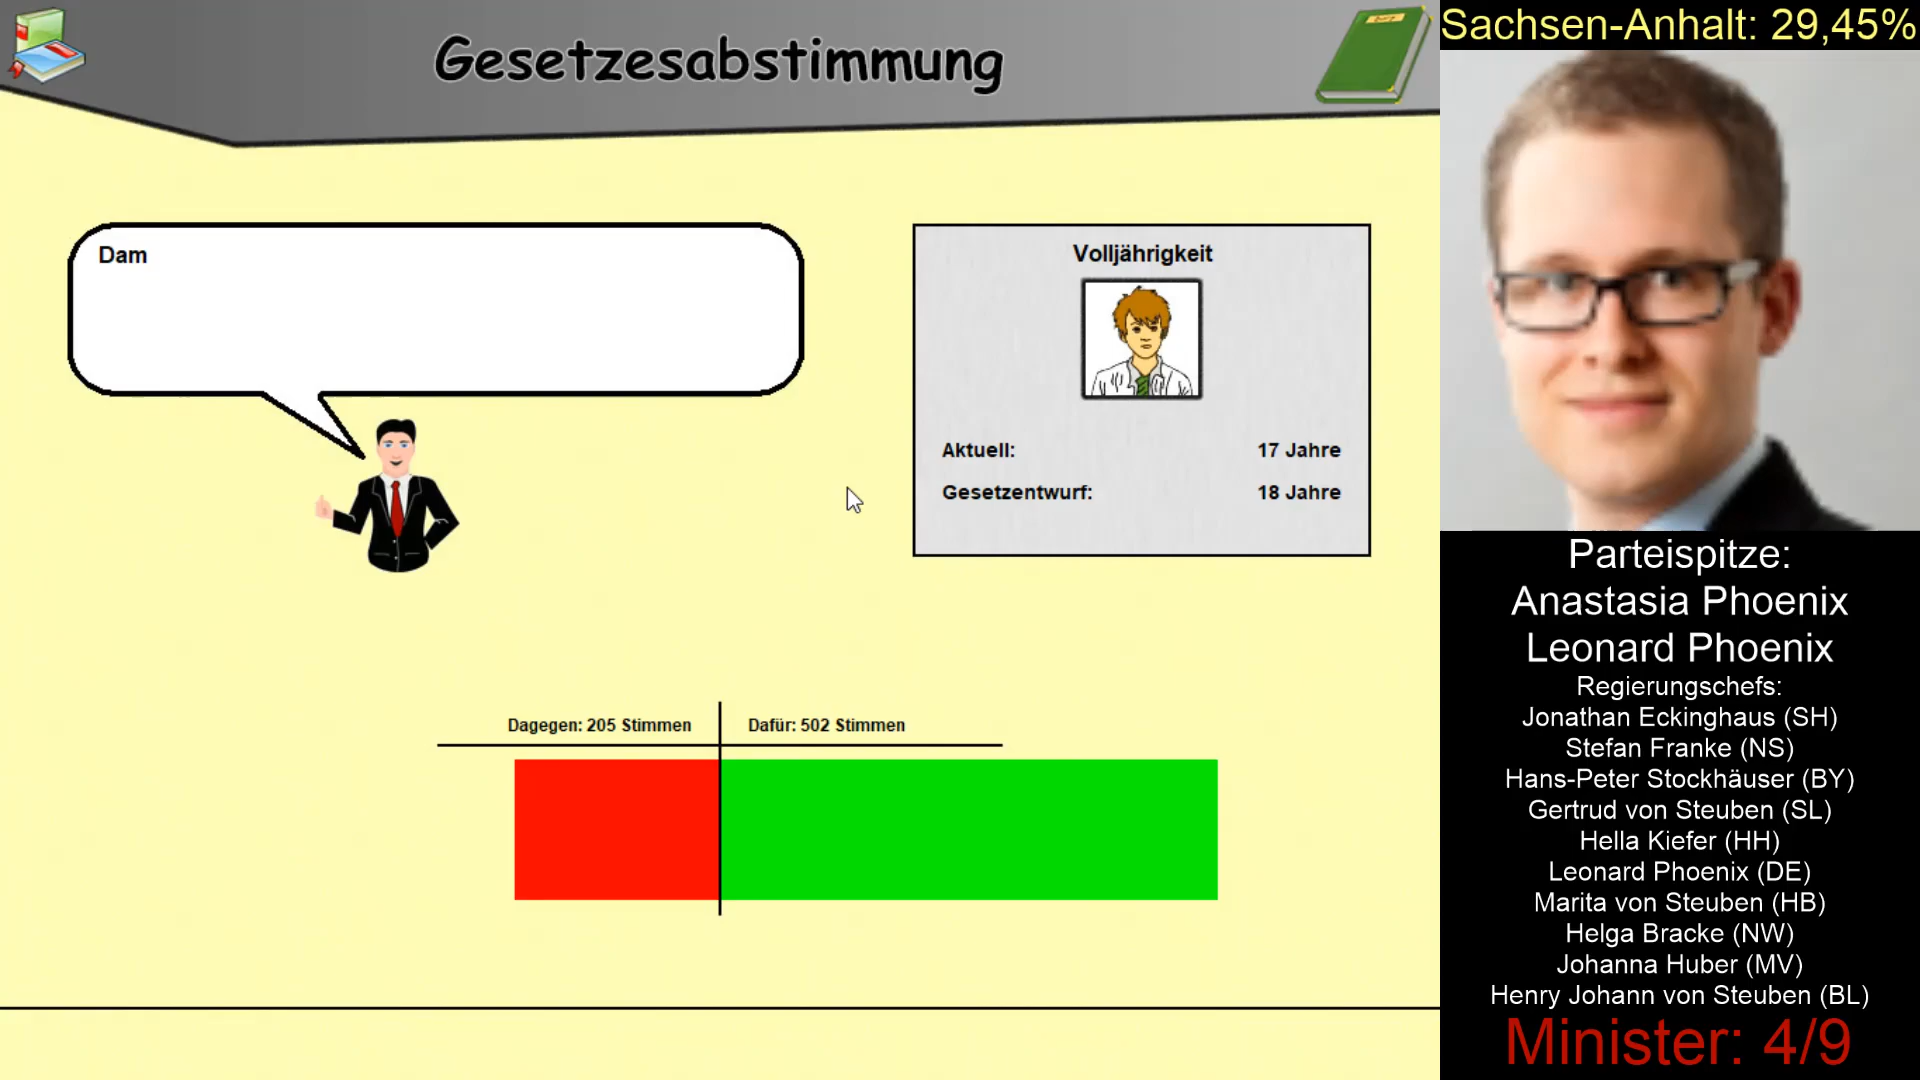 Gesetzesabstimmung
Dam
Volljährigkeit
Aktuell: 17 Jahre
Gesetzentwurf: 18 Jahre
Dagegen: 205 Stimmen Dafür: 502 Stimmen
Sachsen-Anhalt: 29,45%
Parteispitze:
Anastasia Phoenix
Leonard Phoenix
Regierungschefs:
Jonathan Eckinghaus (SH)
Stefan Franke (NS)
Hans-Peter Stockhäuser (BY)
Gertrud von Steuben (SL)
Hella Kiefer (HH)
Leonard Phoenix (DE)
Marita von Steuben (HB)
Helga Bracke (NW)
Johanna Huber (MV)
Henry Johann von Steuben (BL)
Minister: 4/9